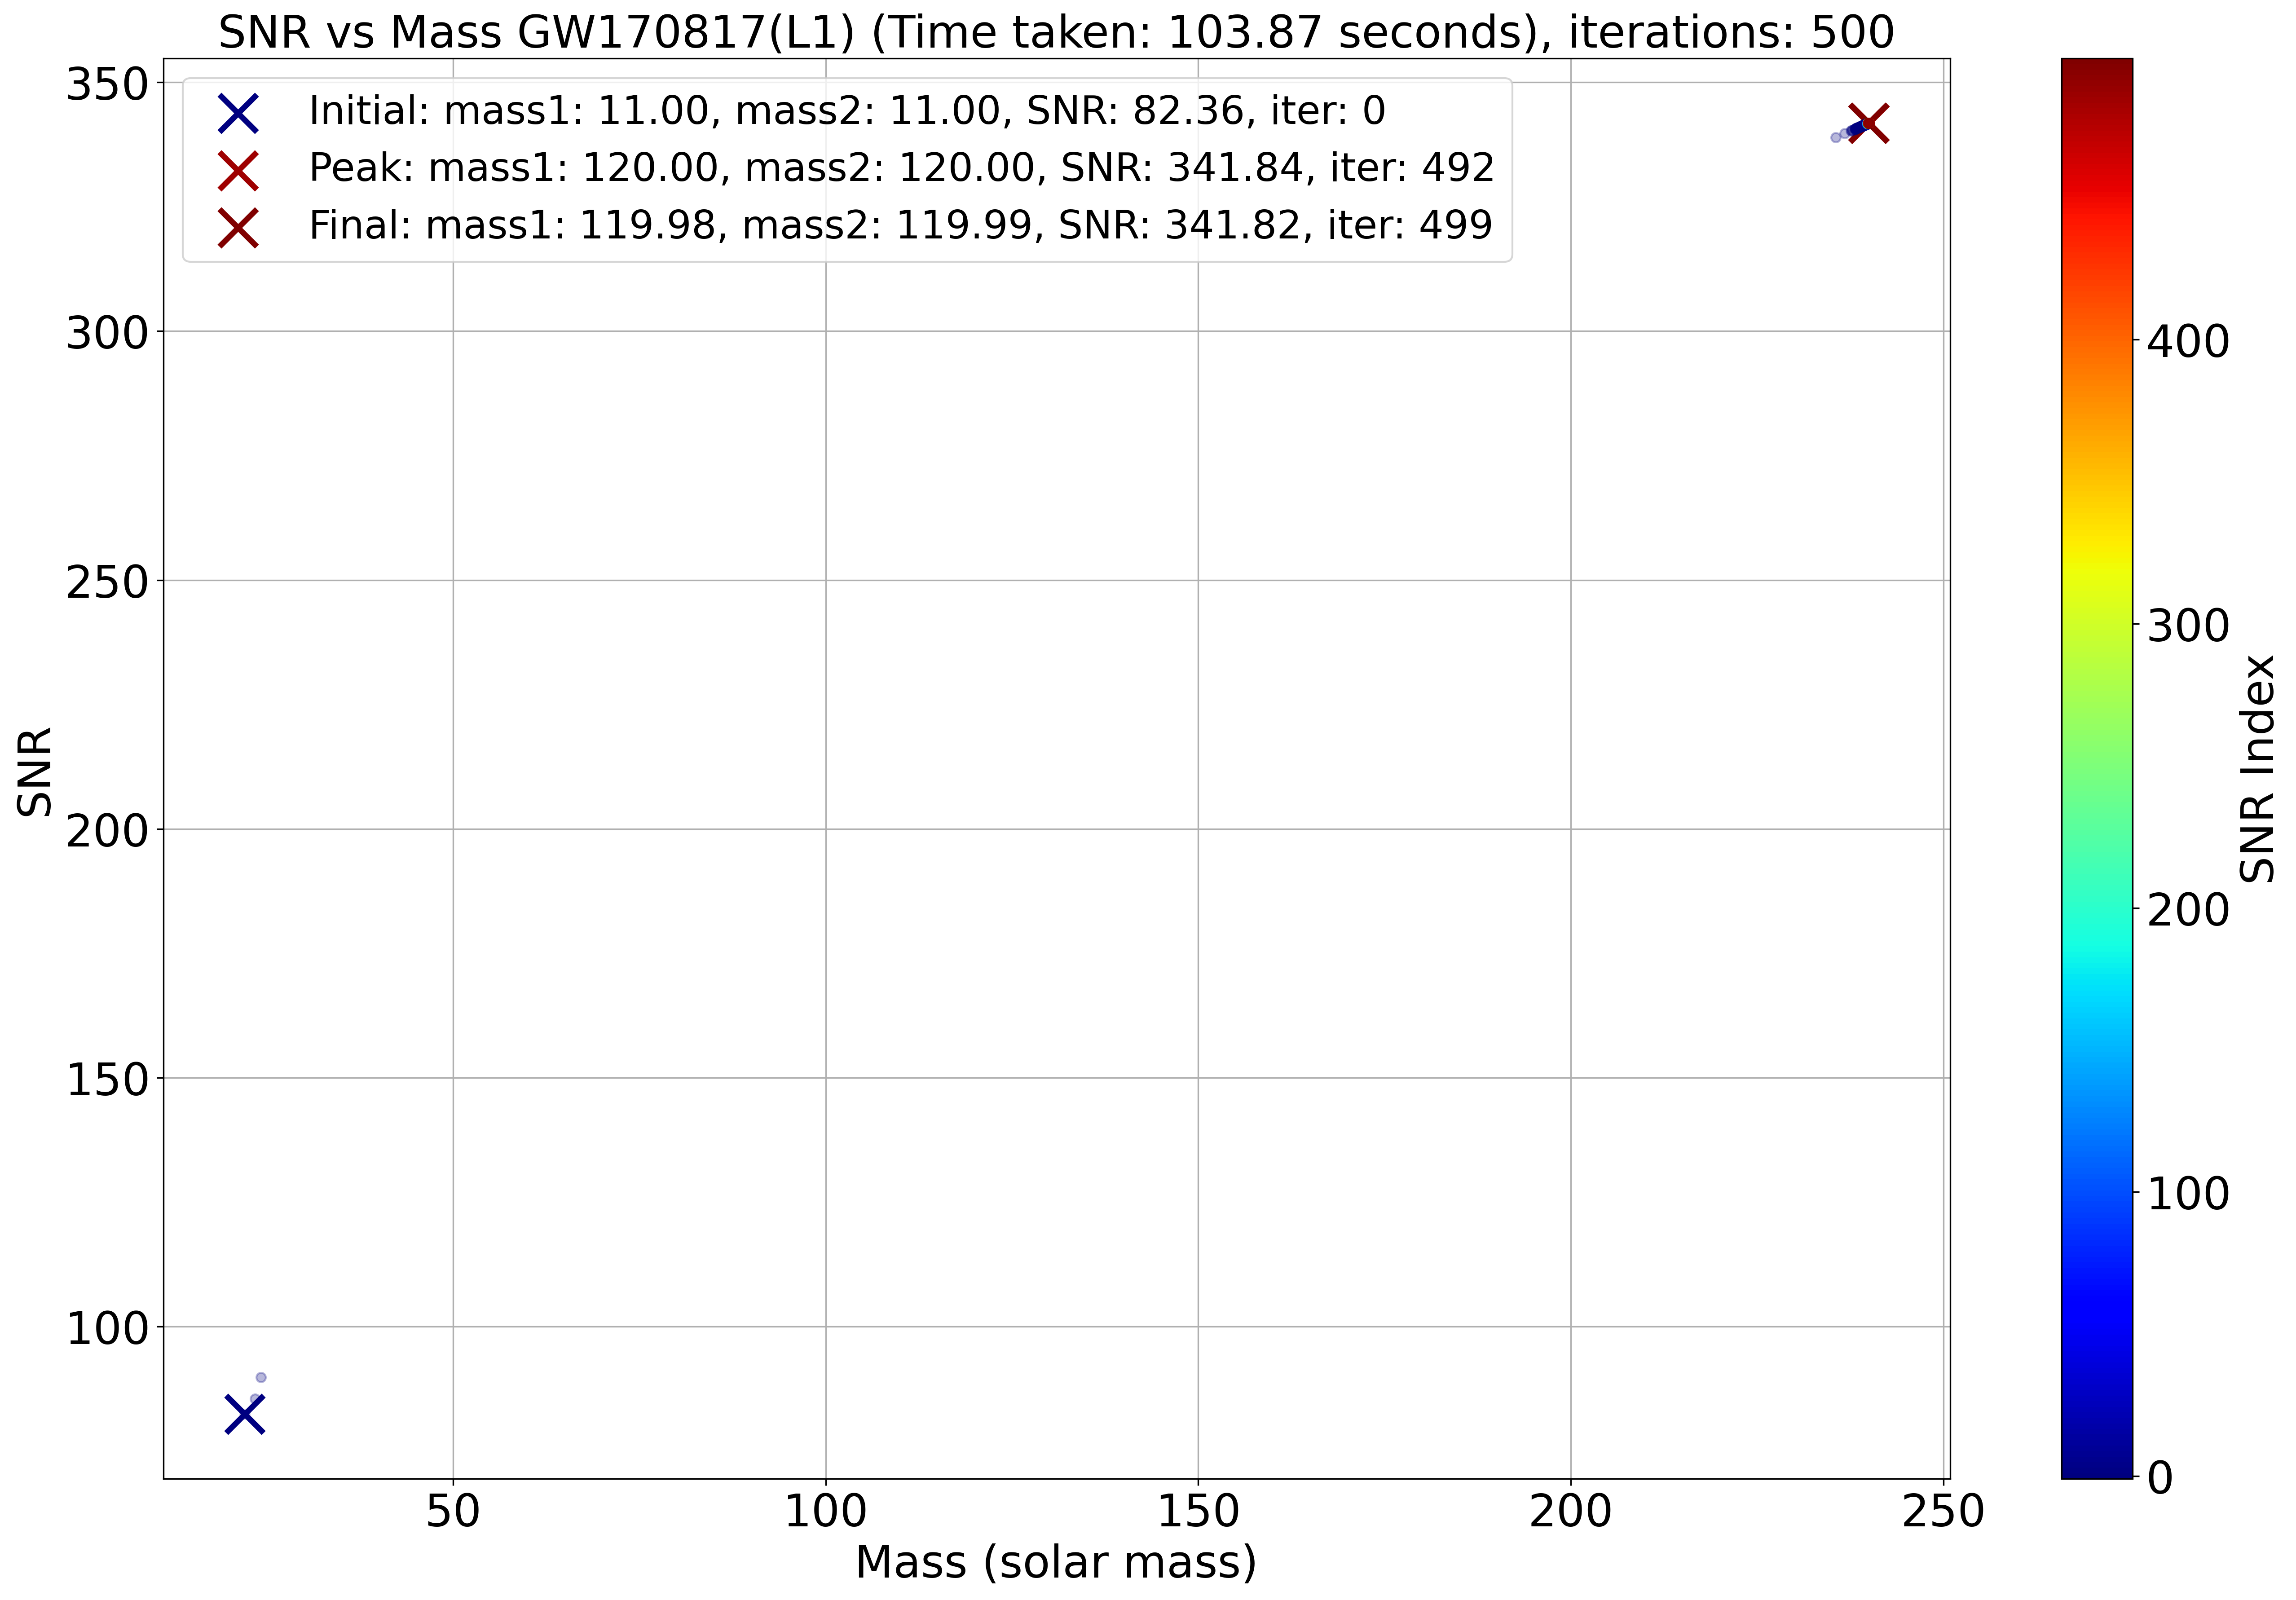 SNR vs Mass GW170817(L1) (Time taken: 103.87 seconds), iterations: 500
Initial: mass1: 11.00, mass2: 11.00, SNR: 82.36, iter: 0
Peak: mass1: 120.00, mass2: 120.00, SNR: 341.84, iter: 492
Final: mass1: 119.98, mass2: 119.99, SNR: 341.82, iter: 499
350
300
250
200
150
100
SNR
50
100
150
200
250
Mass (solar mass)
400
300
200
100
0
SNR Index